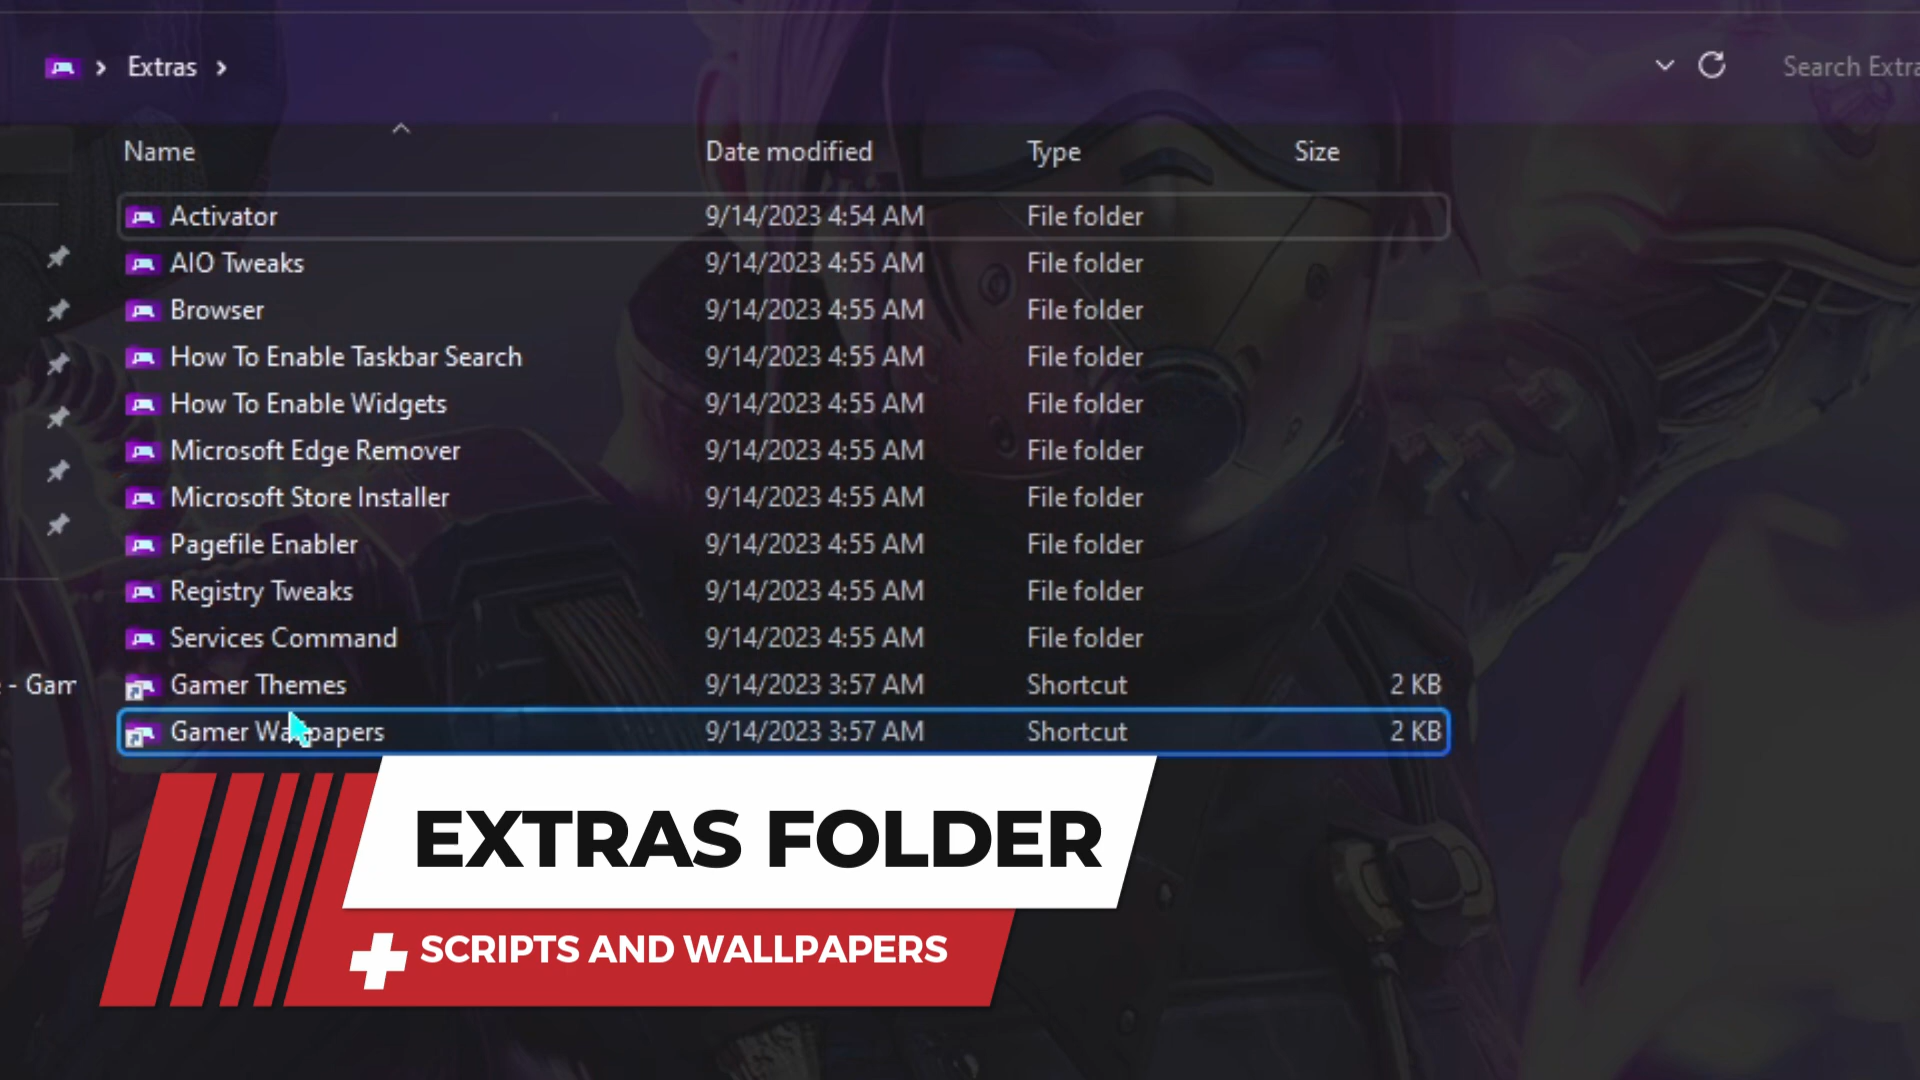 Extras
Search Extra
Name Date modified Type Size
Activator 9/14/2023 4:54 AM File folder
AIO Tweaks 9/14/2023 4:55 AM File folder
Browser 9/14/2023 4:55 AM File folder
How To Enable Taskbar Search 9/14/2023 4:55 AM File folder
How To Enable Widgets 9/14/2023 4:55 AM File folder
Microsoft Edge Remover 9/14/2023 4:55 AM File folder
Microsoft Store Installer 9/14/2023 4:55 AM File folder
Pagefile Enabler 9/14/2023 4:55 AM File folder
Registry Tweaks 9/14/2023 4:55 AM File folder
Services Command 9/14/2023 4:55 AM File folder
- Gam
Gamer Themes 9/14/2023 3:57 AM Shortcut 2 KB
Gamer Wallpapers 9/14/2023 3:57 AM Shortcut 2 KB
EXTRAS FOLDER
SCRIPTS AND WALLPAPERS